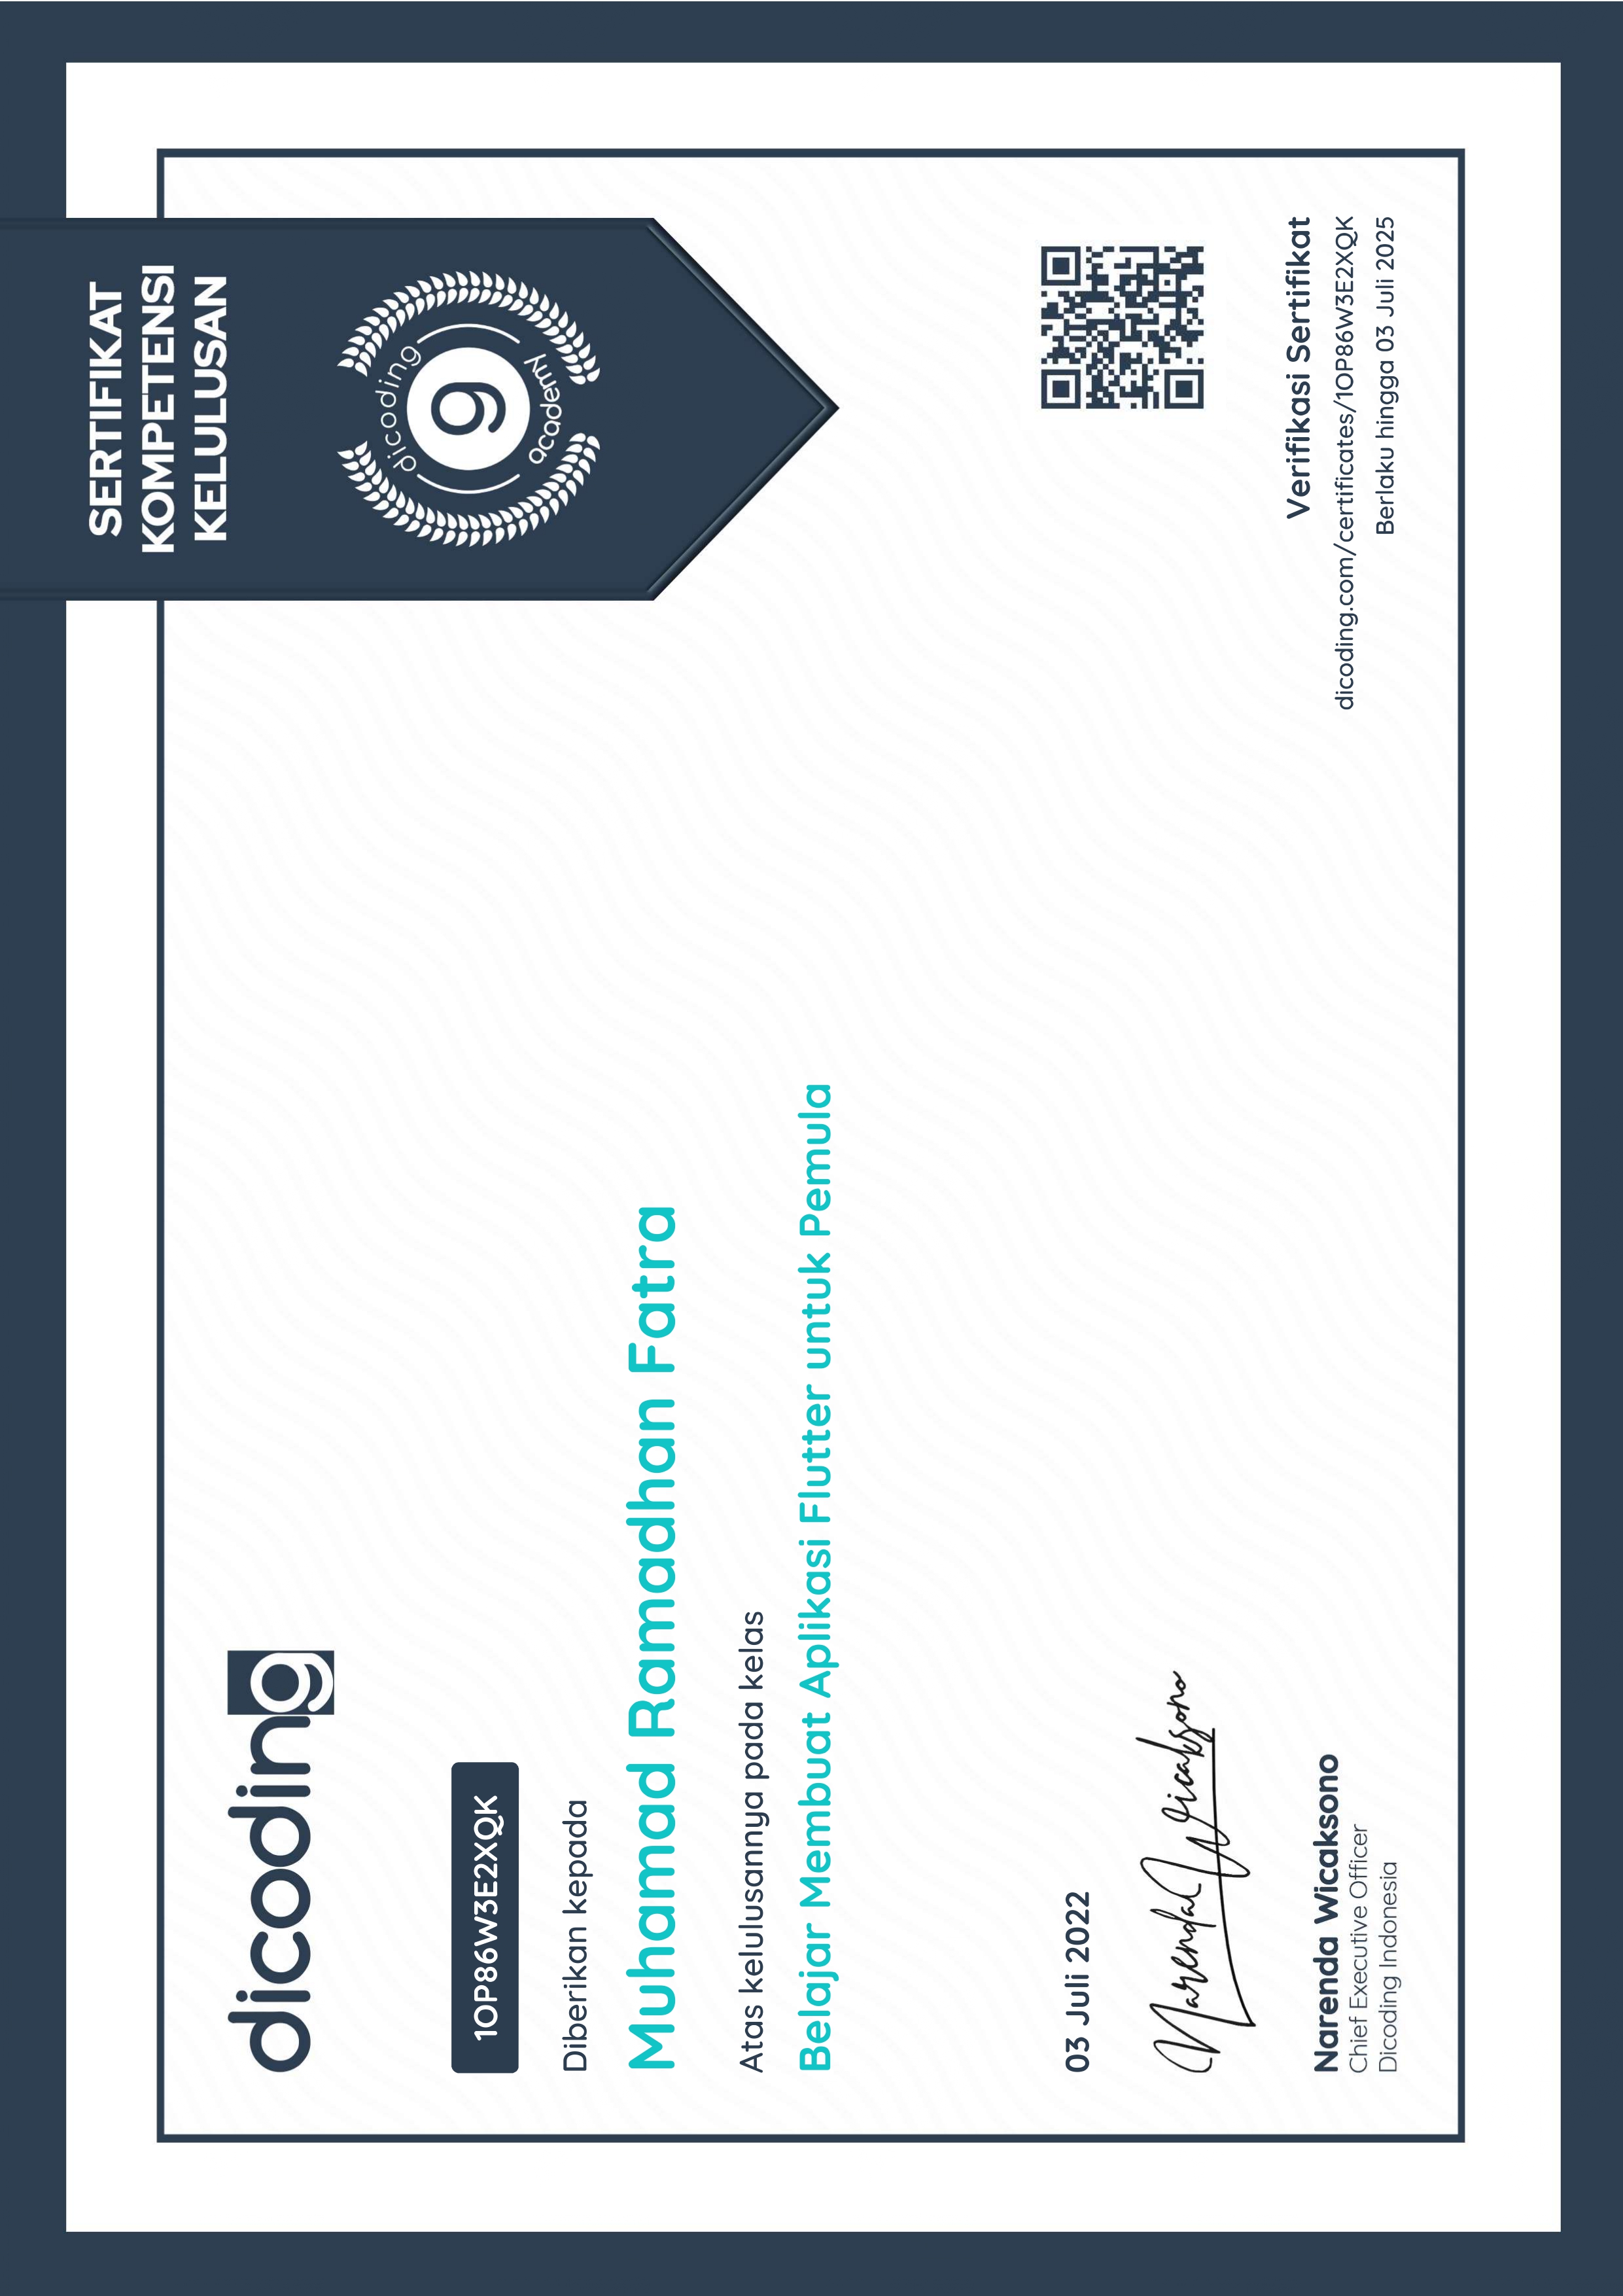 SERTIFIKAT
KOMPETENSI
KELULUSAN
dicoding
dicoding
g
academy
1OP86W3E2XQK
Diberikan kepada
Muhamad Ramadhan Fatra
Atas kelulusannya pada kelas
Belajar Membuat Aplikasi Flutter untuk Pemula
03 Juli 2022
Narenda Wicaksono
Narenda Wicaksono
Chief Executive Officer
Dicoding Indonesia
Verifikasi Sertifikat
dicoding.com/certificates/1OP86W3E2XQK
Berlaku hingga 03 Juli 2025